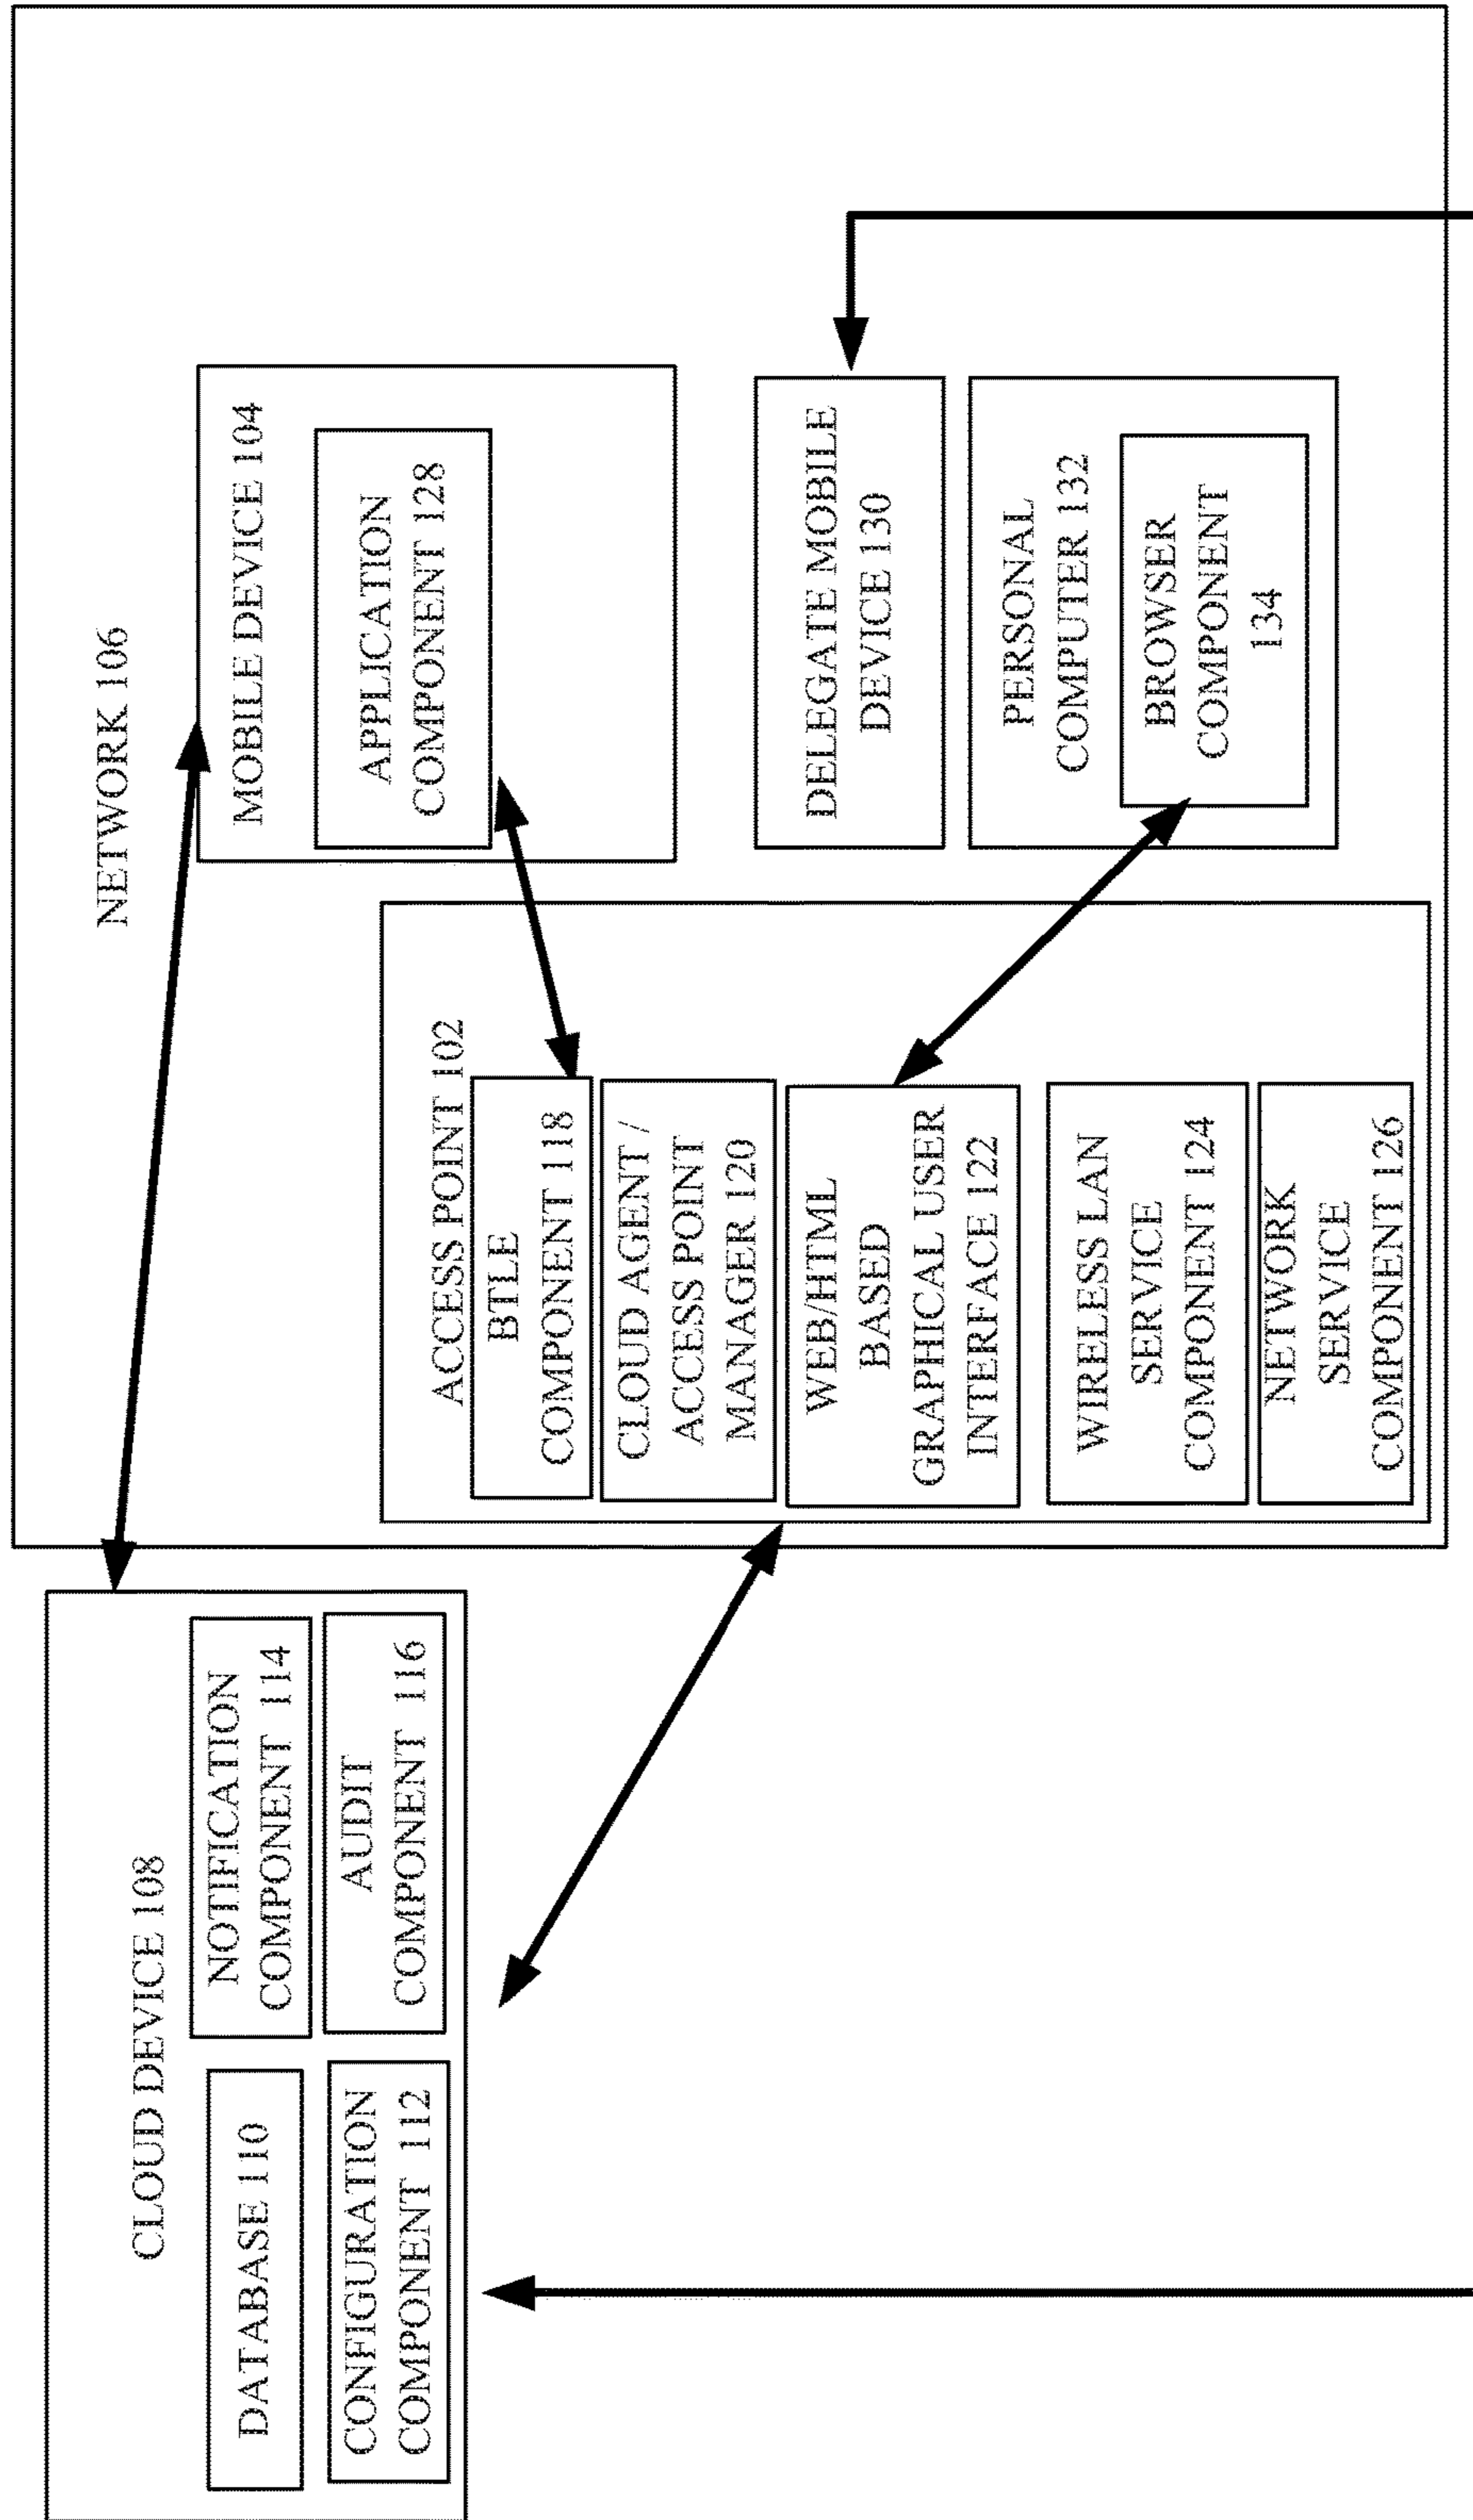 CLOUD DEVICE 108
DATABASE 110
CONFIGURATION
COMPONENT 112
NOTIFICATION
COMPONENT 114
AUDIT
COMPONENT 116
NETWORK 106
ACCESS POINT 102
BTLE
COMPONENT 118
CLOUD AGENT /
ACCESS POINT
MANAGER 120
WEB/HTML
BASED
GRAPHICAL USER
INTERFACE 122
WIRELESS LAN
SERVICE
COMPONENT 124
NETWORK
SERVICE
COMPONENT 126
MOBILE DEVICE 104
APPLICATION
COMPONENT 128
DELEGATE MOBILE
DEVICE 130
PERSONAL
COMPUTER 132
BROWSER
COMPONENT
134